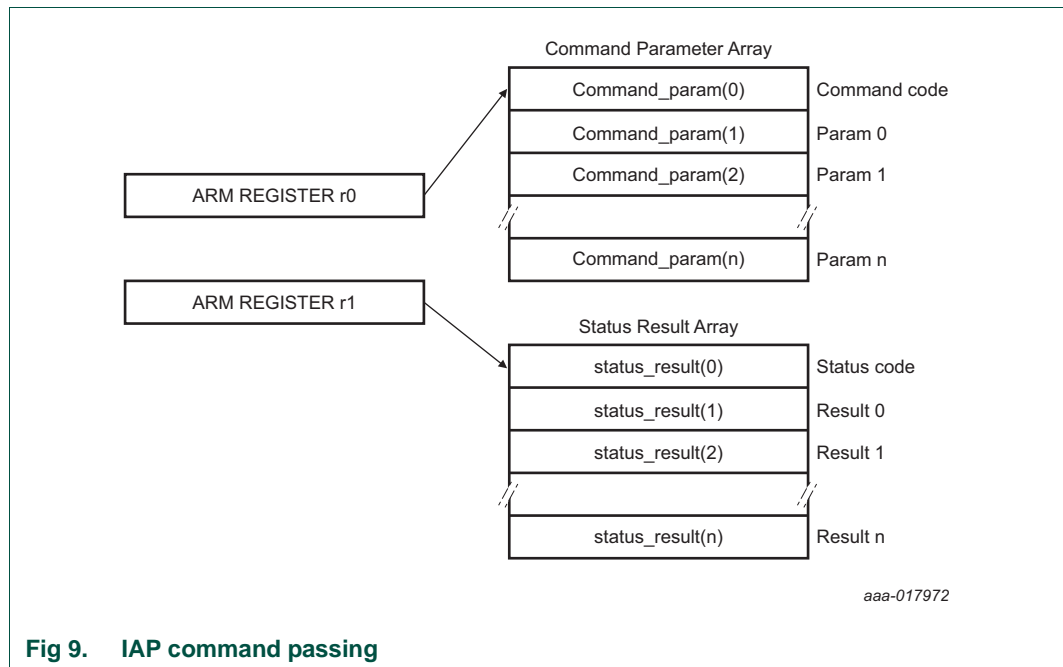 Command Parameter Array
Command_param(0) Command code
Command_param(1) Param 0
Command_param(2) Param 1
ARM REGISTER r0
Command_param(n) Param n
ARM REGISTER r1
Status Result Array
status_result(0) Status code
status_result(1) Result 0
status_result(2) Result 1
status_result(n) Result n
aaa-017972
Fig 9. IAP command passing